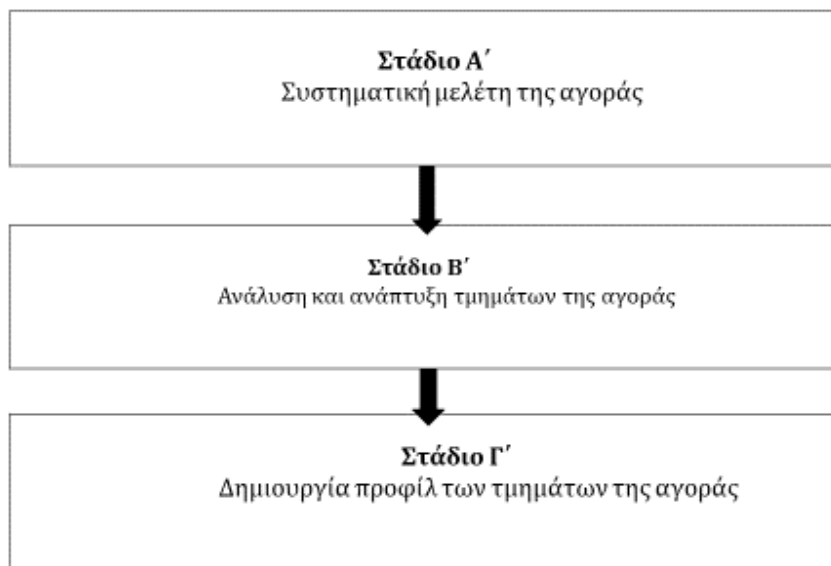 Στάδιο Α΄
Συστηματική μελέτη της αγοράς
Στάδιο Β΄
Ανάλυση και ανάπτυξη τμημάτων της αγοράς
Στάδιο Γ΄
Δημιουργία προφίλ των τμημάτων της αγοράς